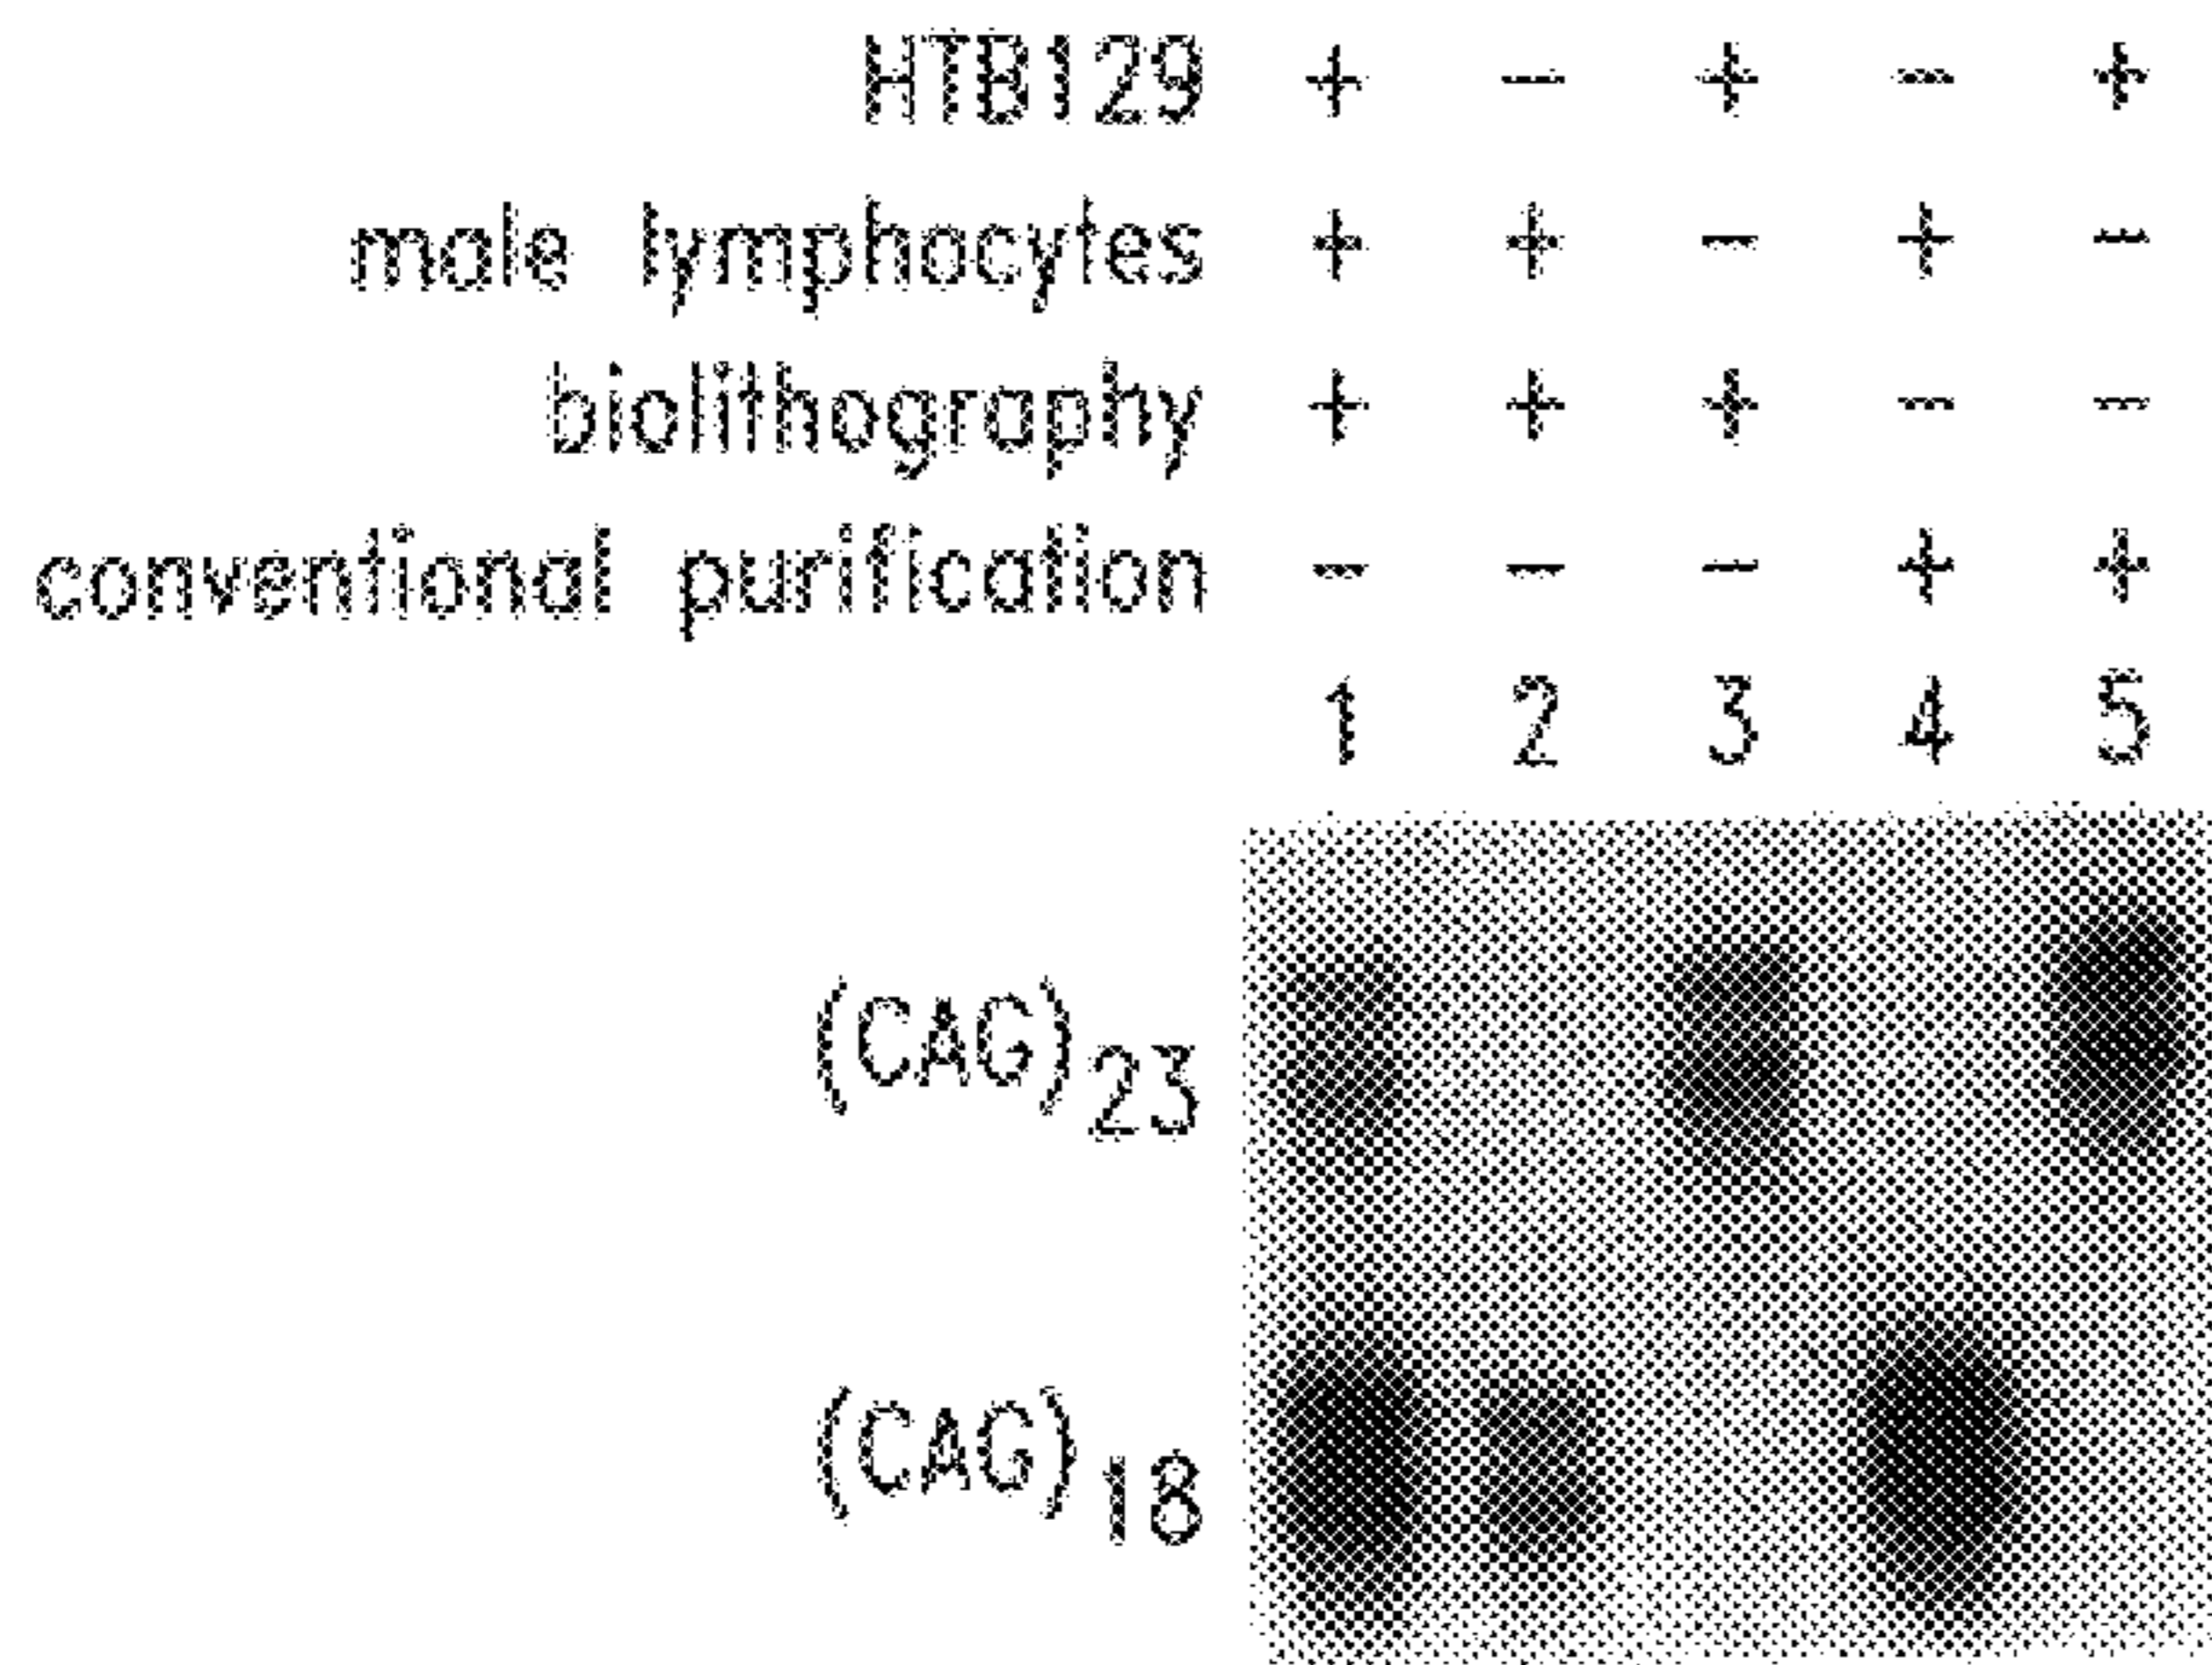 HTB129 + − + − +
male lymphocytes + + − + −
biolithography + + + − −
conventional purification − − − + +
1 2 3 4 5
(CAG)23
(CAG)18